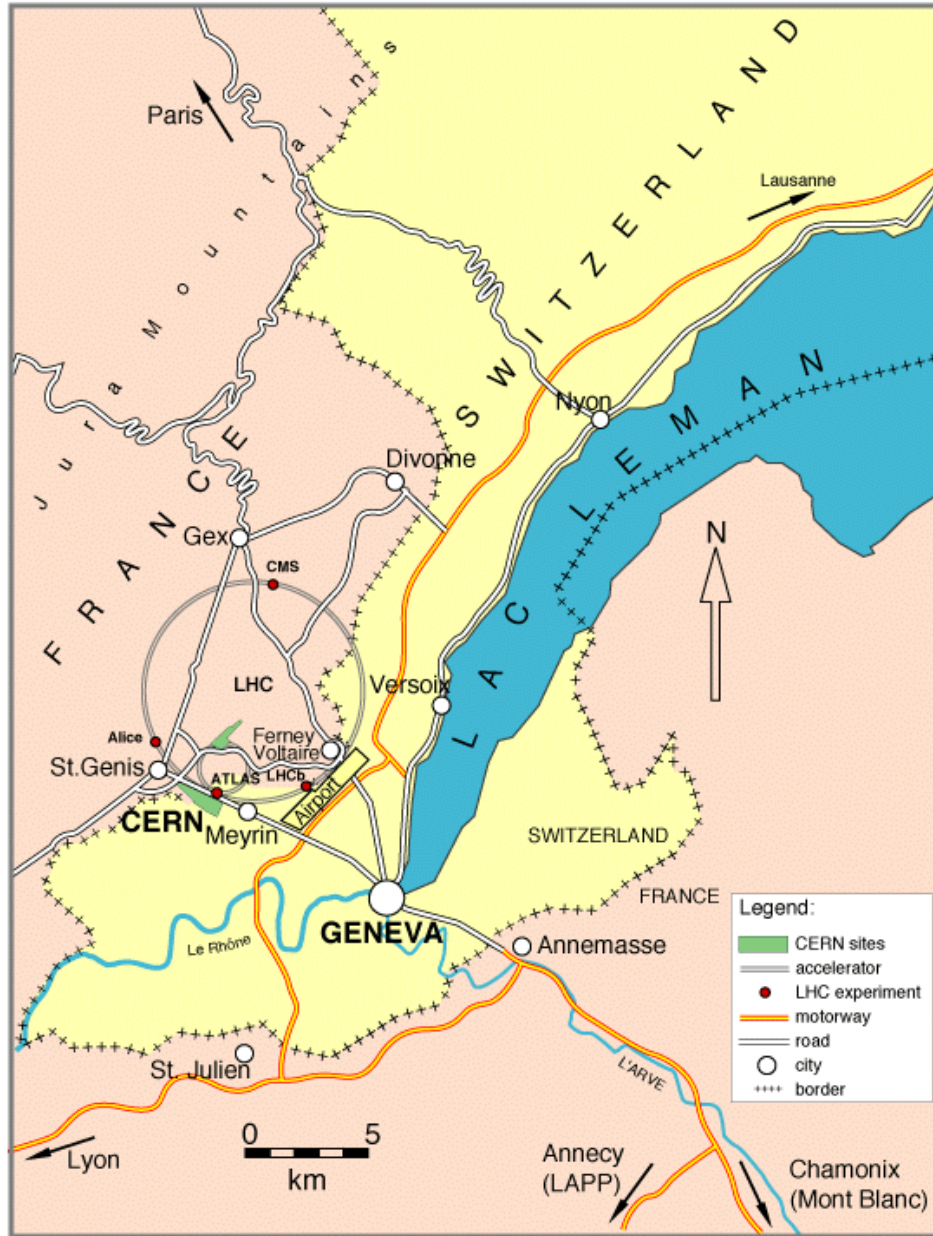 Paris
Jura Mountains
SWITZERLAND
Lausanne
FRANCE
LAC LEMAN
Nyon
Divonne
Gex
CMS
N
LHC
Versoix
Alice
Ferney
Voltaire
St.Genis
ATLAS
LHCb
Airport
CERN
Meyrin
SWITZERLAND
FRANCE
GENEVA
Le Rhône
Annemasse
St. Julien
L'ARVE
Legend:
CERN sites
accelerator
LHC experiment
motorway
road
city
border
0 5
km
Lyon
Annecy
(LAPP)
Chamonix
(Mont Blanc)